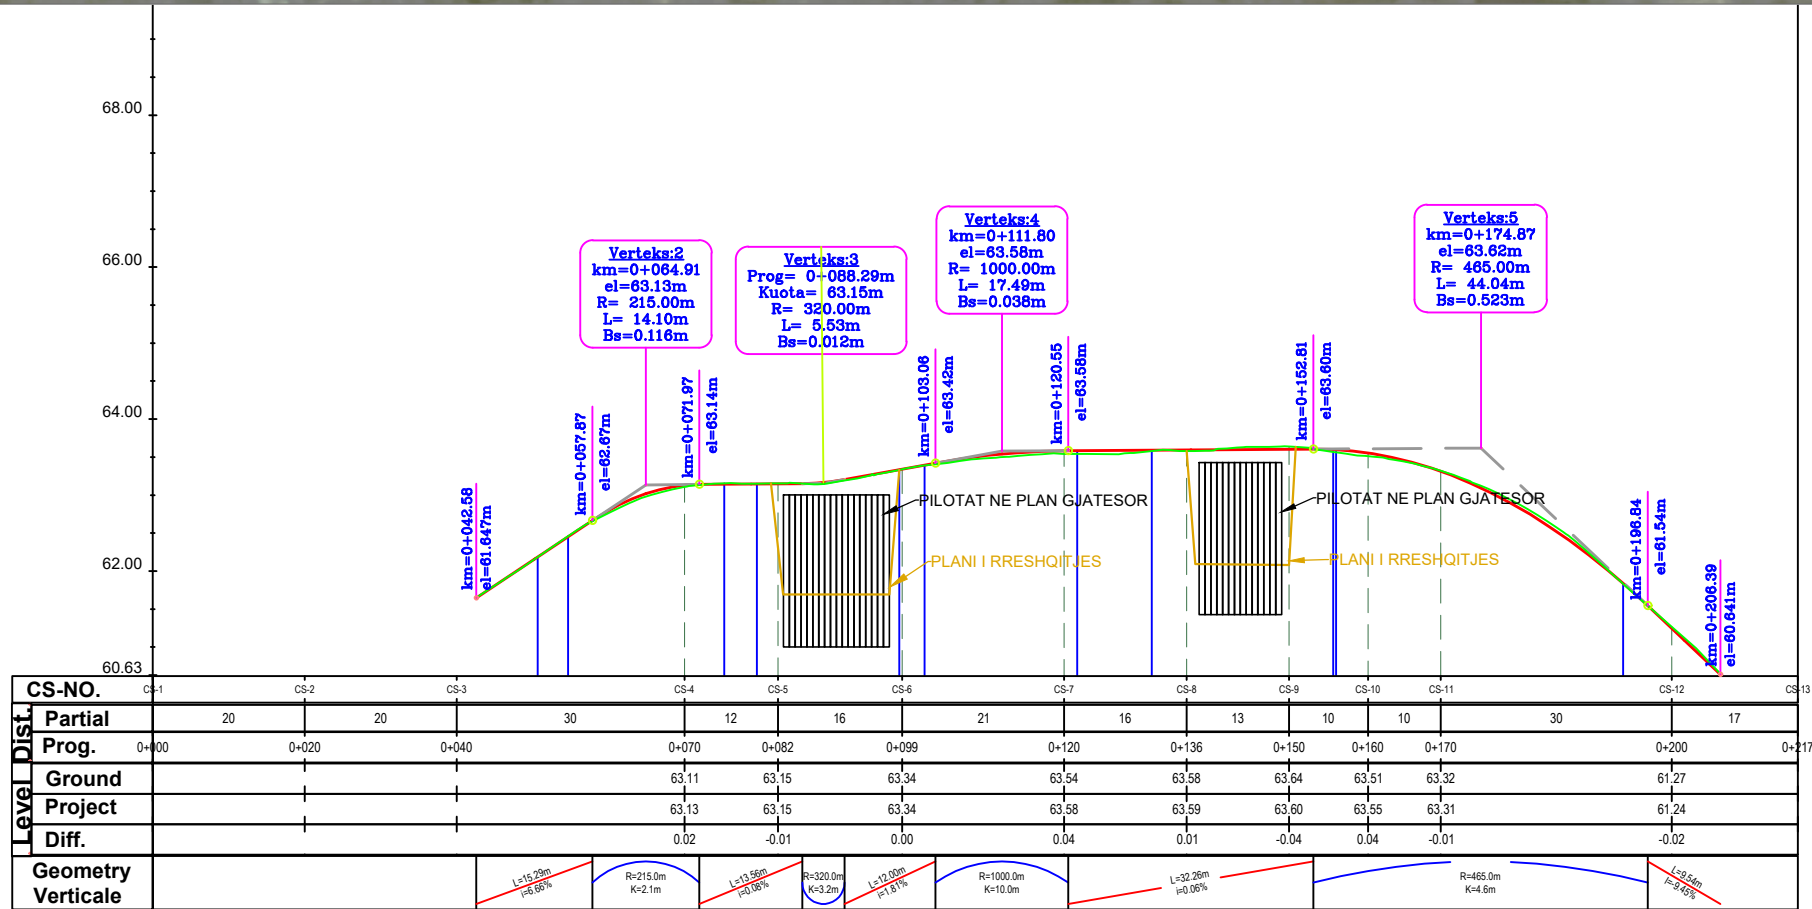 68.00
66.00
64.00
62.00
60.63
Verteks:2
km=0+064.91
el=63.13m
R= 215.00m
L= 14.10m
Bs=0.116m
Verteks:3
Prog= 0+088.29m
Kuota= 63.15m
R= 320.00m
L= 5.53m
Bs=0.012m
Verteks:4
km=0+111.80
el=63.58m
R= 1000.00m
L= 17.49m
Bs=0.038m
Verteks:5
km=0+174.87
el=63.62m
R= 465.00m
L= 44.04m
Bs=0.523m
km=0+042.58
el=61.647m
km=0+057.87
el=62.67m
km=0+071.97
el=63.14m
km=0+103.06
el=63.42m
km=0+120.55
el=63.58m
km=0+152.81
el=63.60m
km=0+196.84
el=61.54m
km=0+206.39
el=60.641m
PILOTAT NE PLAN GJATESOR
PLANI I RRESHQITJES
PILOTAT NE PLAN GJATESOR
PLANI I RRESHQITJES
CS-NO. CS-1 CS-2 CS-3 CS-4 CS-5 CS-6 CS-7 CS-8 CS-9 CS-10 CS-11 CS-12 CS-13
Dist.
Partial 20 20 30 12 16 21 16 13 10 10 30 17
Prog. 0+000 0+020 0+040 0+070 0+082 0+099 0+120 0+136 0+150 0+160 0+170 0+200 0+217
Level
Ground 63.11 63.15 63.34 63.54 63.58 63.64 63.51 63.32 61.27
Project 63.13 63.15 63.34 63.58 63.59 63.60 63.55 63.31 61.24
Diff. 0.02 -0.01 0.00 0.04 0.01 -0.04 0.04 -0.01 -0.02
Geometry
Verticale
L=15.29m
i=6.66%
R=215.0m
K=2.1m
L=13.56m
i=0.08%
R=320.0m
K=3.2m
L=12.00m
i=1.81%
R=1000.0m
K=10.0m
L=32.26m
i=0.06%
R=465.0m
K=4.6m
L=9.54m
i=-9.45%